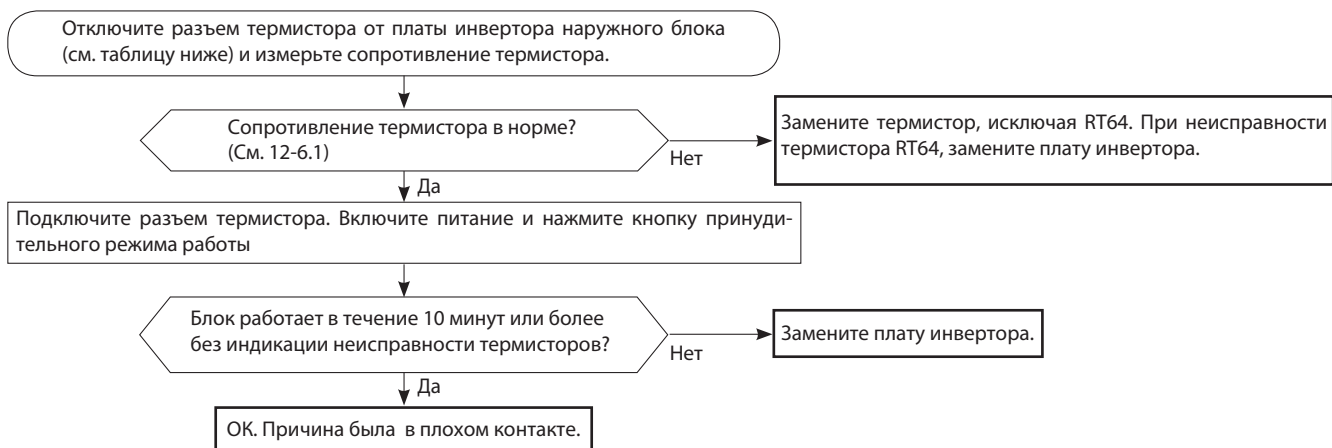 Отключите разъем термистора от платы инвертора наружного блока
(см. таблицу ниже) и измерьте сопротивление термистора.
Сопротивление термистора в норме?
(См. 12-6.1)
Нет
Замените термистор, исключая RT64. При неисправности
термистора RT64, замените плату инвертора.
Да
Подключите разъем термистора. Включите питание и нажмите кнопку принуди-
тельного режима работы
Блок работает в течение 10 минут или более
без индикации неисправности термисторов?
Нет
Замените плату инвертора.
Да
ОК. Причина была в плохом контакте.